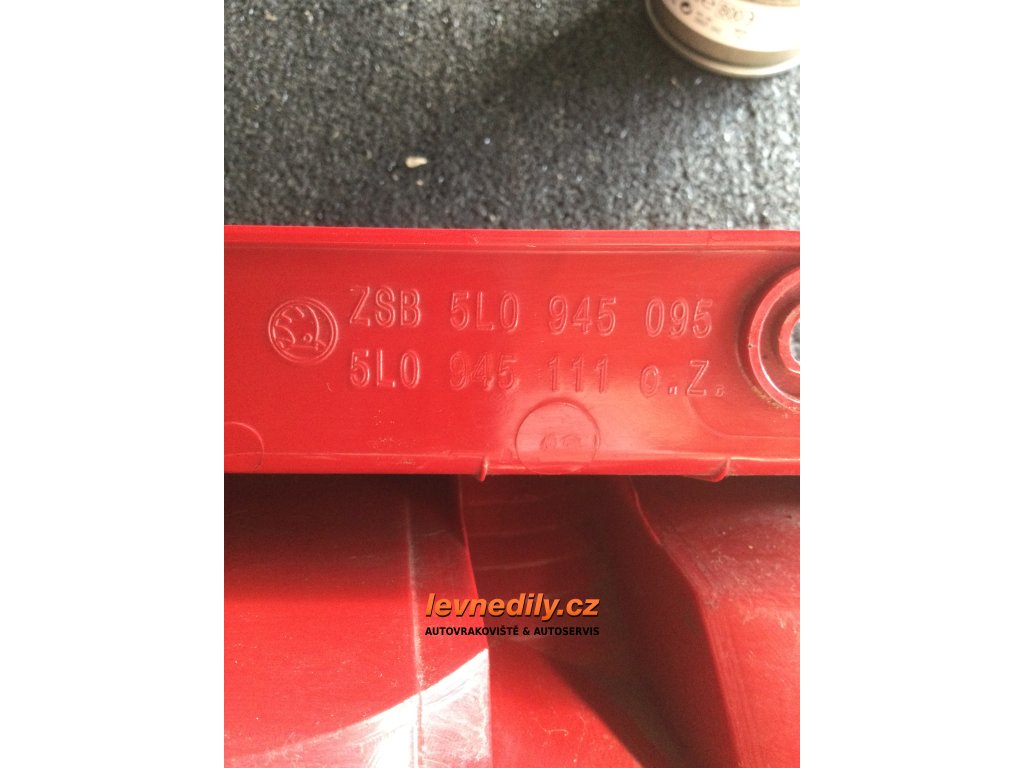 ZSB 5L0 945 095
5L0 945 111 c.Z.
levnedily.cz
AUTOVRAKOVIŠTĚ & AUTOSERVIS